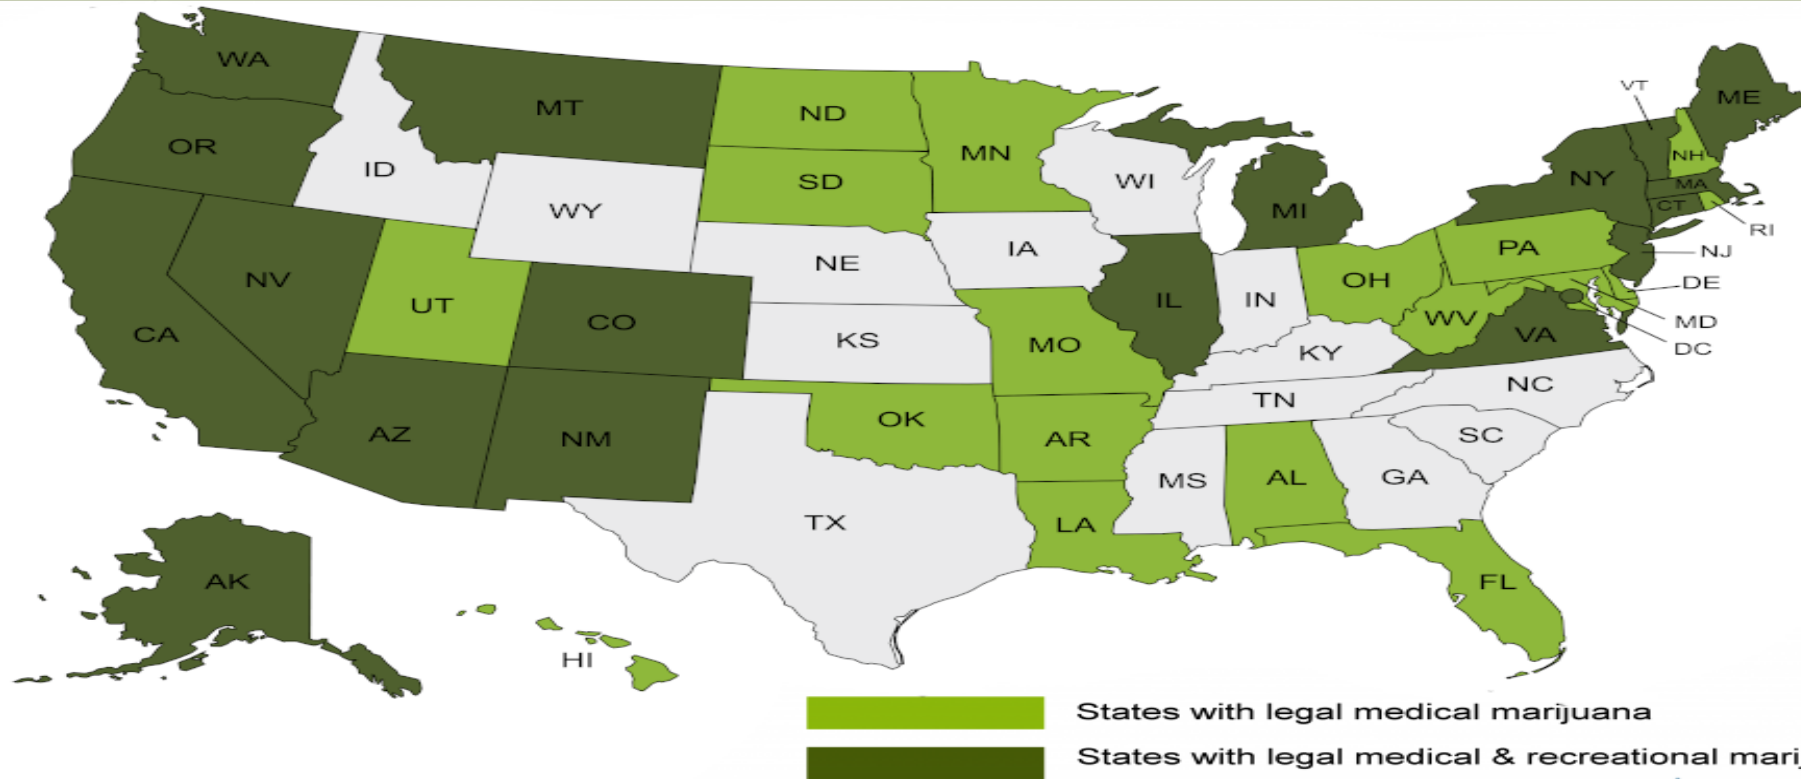 WA
MT
ND
MN
VT
ME
OR
ID
SD
WI
MI
NY
NH
MA
CT
RI
WY
NV
UT
CO
NE
IA
IL
IN
OH
PA
NJ
DE
MD
DC
CA
KS
MO
WV
VA
KY
AZ
NM
OK
AR
TN
NC
SC
TX
LA
MS
AL
GA
FL
AK
HI
States with legal medical marijuana
States with legal medical & recreational marij